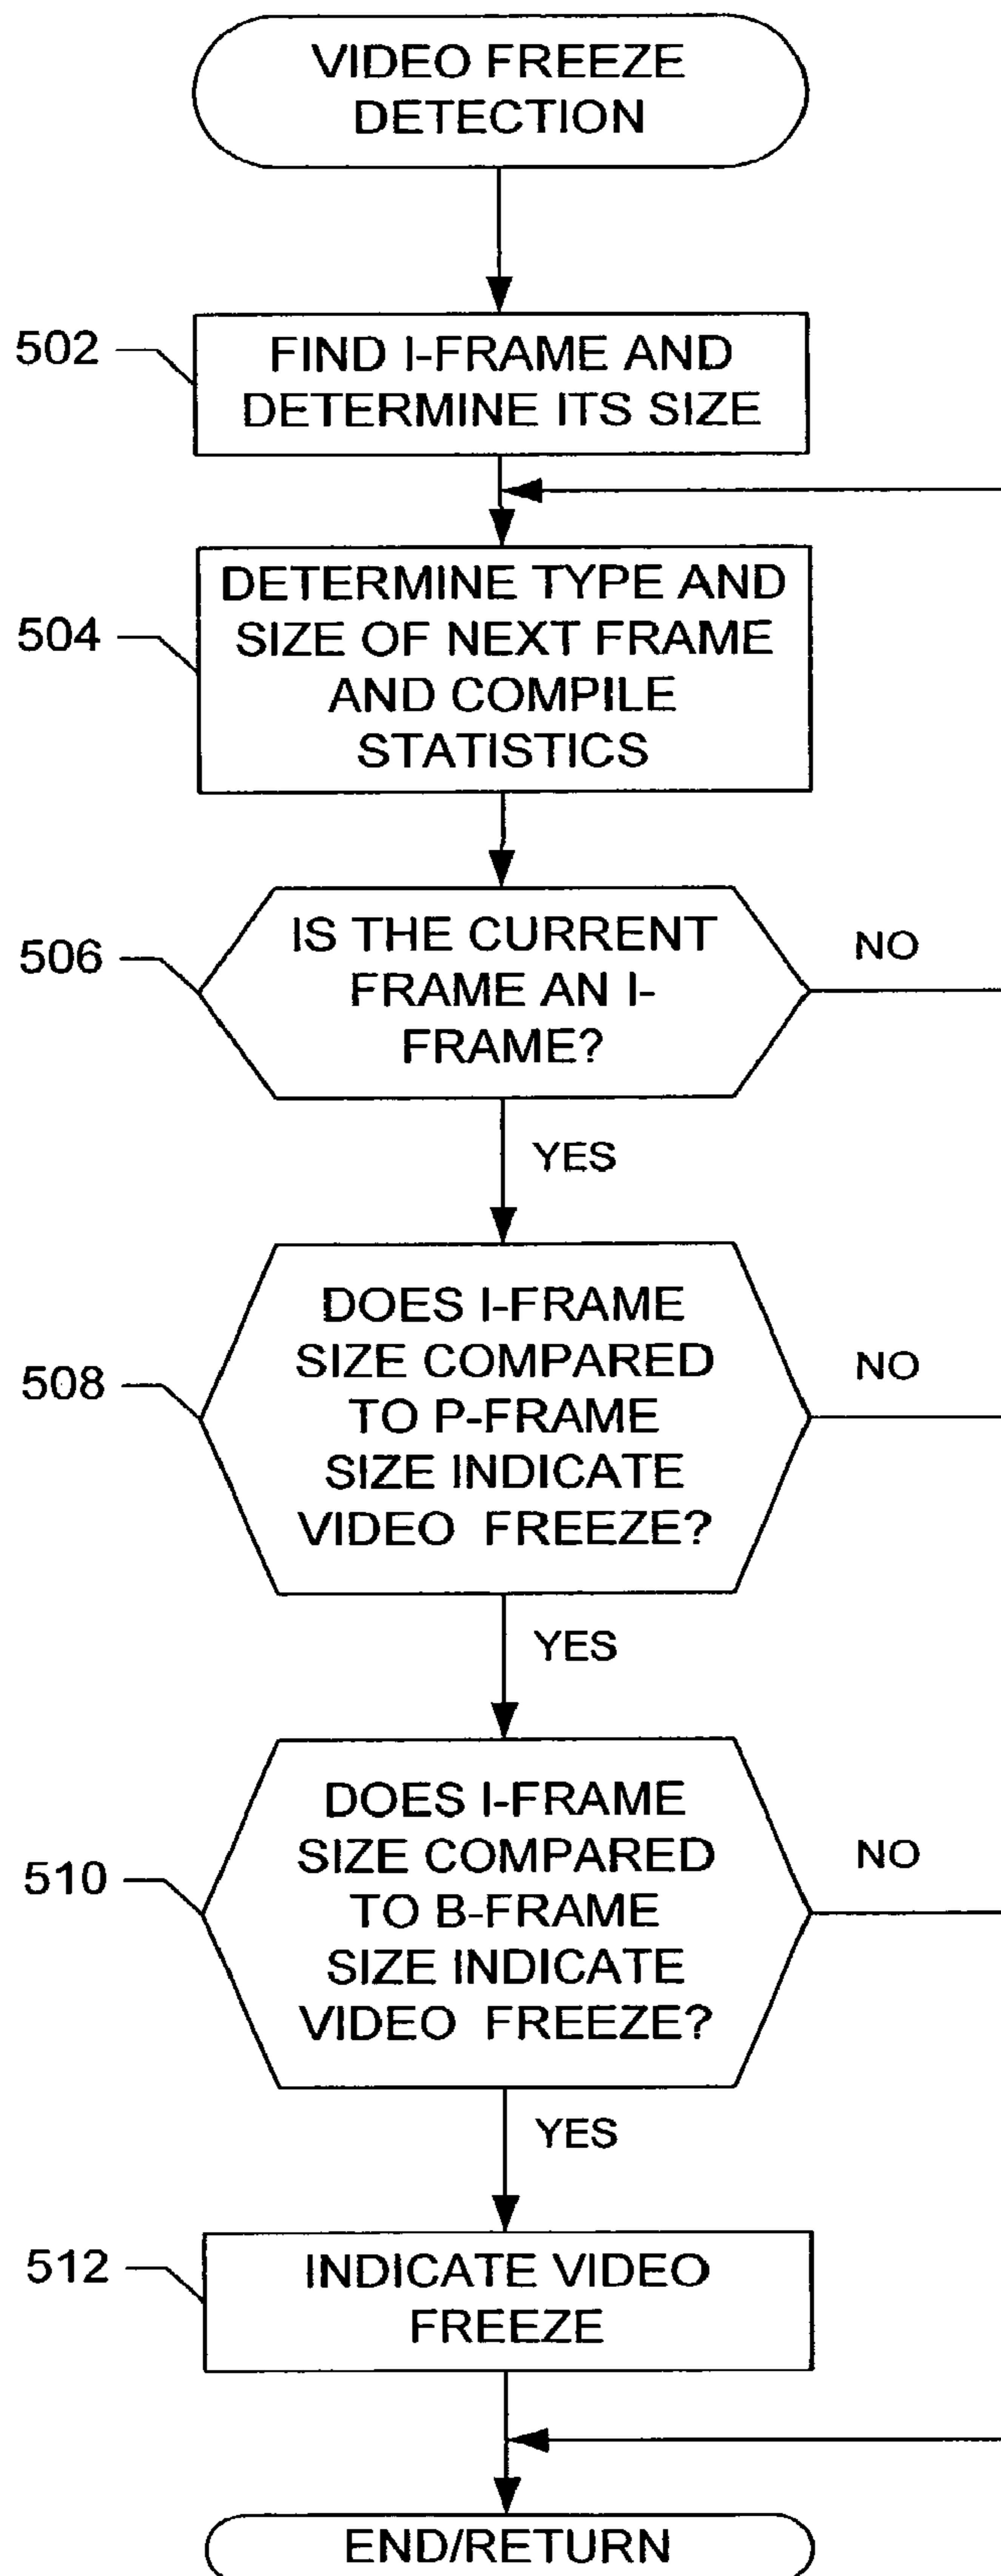 VIDEO FREEZE
DETECTION
502
FIND I-FRAME AND
DETERMINE ITS SIZE
504
DETERMINE TYPE AND
SIZE OF NEXT FRAME
AND COMPILE
STATISTICS
506
IS THE CURRENT
FRAME AN I-
FRAME?
NO
YES
508
DOES I-FRAME
SIZE COMPARED
TO P-FRAME
SIZE INDICATE
VIDEO FREEZE?
NO
YES
510
DOES I-FRAME
SIZE COMPARED
TO B-FRAME
SIZE INDICATE
VIDEO FREEZE?
NO
YES
512
INDICATE VIDEO
FREEZE
END/RETURN